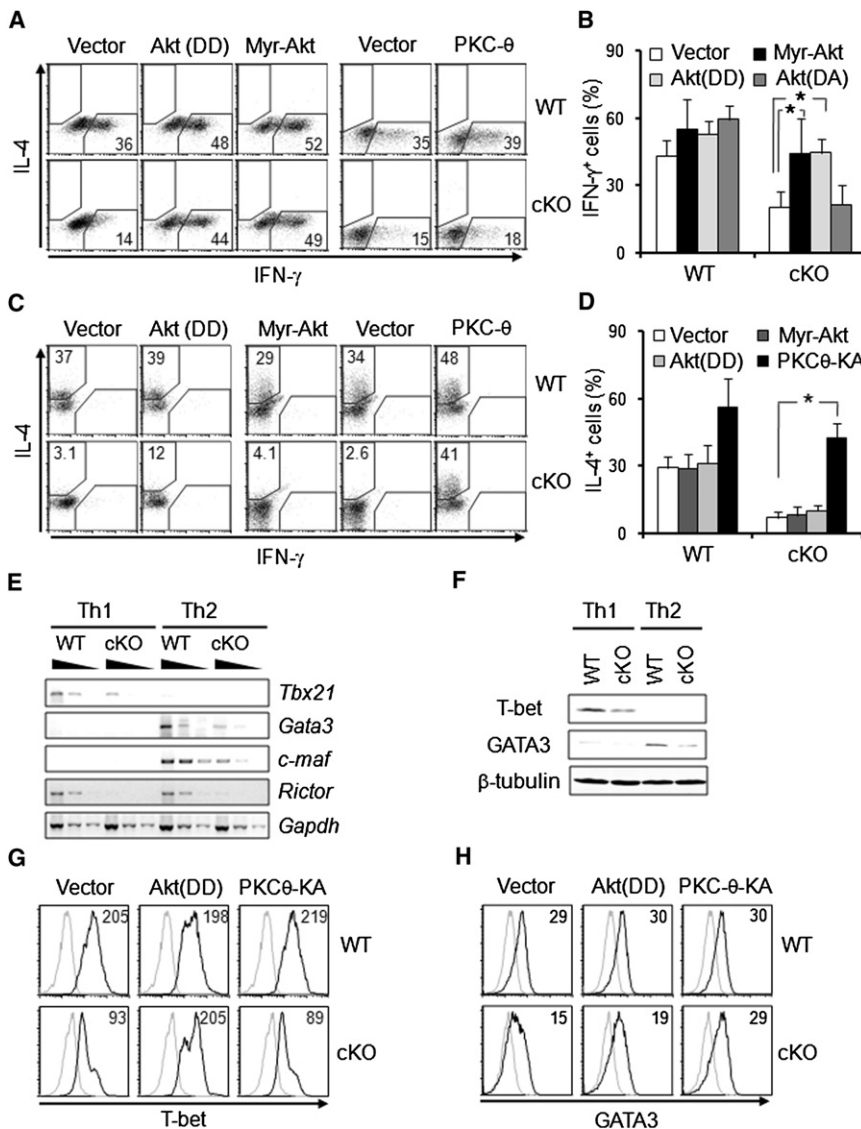 A
Vector Akt (DD) Myr-Akt Vector PKC-θ
36 48 52 35 39
WT
14 44 49 15 18
cKO
IL-4
IFN-γ
B
Vector Myr-Akt
Akt(DD) Akt(DA)
IFN-γ⁺ cells (%)
90
60
30
0
* *
WT cKO
C
Vector Akt (DD) Myr-Akt Vector PKC-θ
37 39 29 34 48
WT
3.1 12 4.1 2.6 41
cKO
IL-4
IFN-γ
D
Vector Myr-Akt
Akt(DD) PKCθ-KA
IL-4⁺ cells (%)
90
60
30
0
*
WT cKO
E
Th1 Th2
WT cKO WT cKO
Tbx21
Gata3
c-maf
Rictor
Gapdh
F
Th1 Th2
WT cKO WT cKO
T-bet
GATA3
β-tubulin
G
Vector Akt(DD) PKCθ-KA
205 198 219
WT
93 205 89
cKO
T-bet
H
Vector Akt(DD) PKC-θ-KA
29 30 30
WT
15 19 29
cKO
GATA3